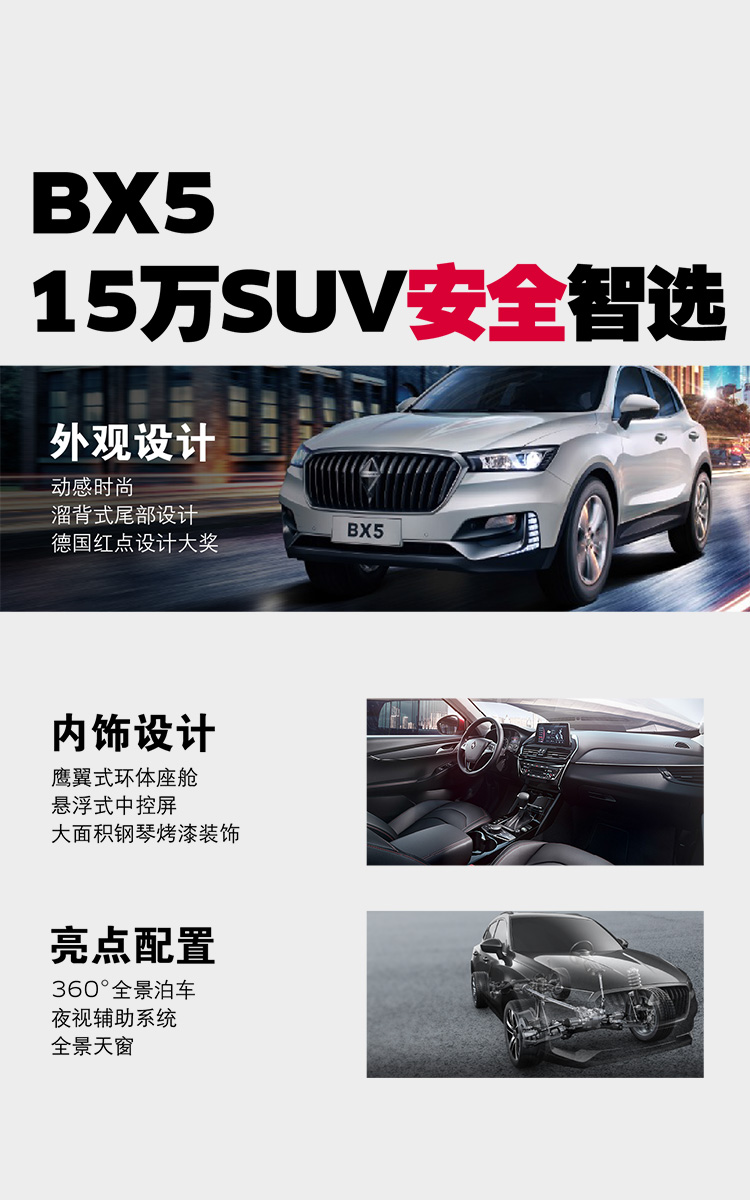 BX5
15万SUV安全智选
外观设计
动感时尚
溜背式尾部设计
德国红点设计大奖
BX5
内饰设计
鹰翼式环体座舱
悬浮式中控屏
大面积钢琴烤漆装饰
亮点配置
360°全景泊车
夜视辅助系统
全景天窗